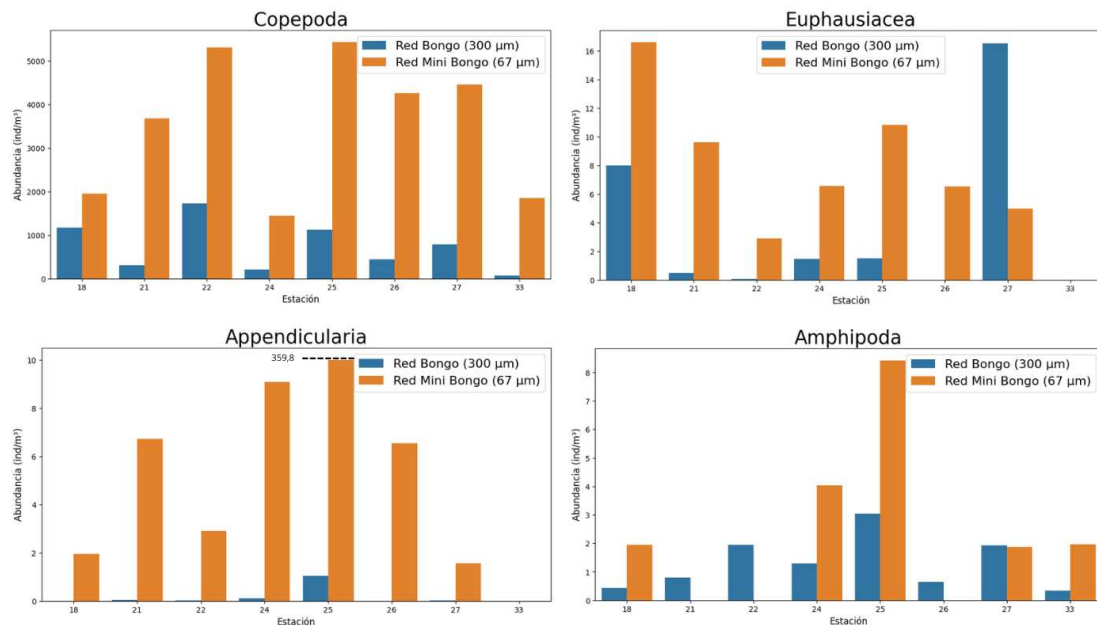 Copepoda
Red Bongo (300 µm)
Red Mini Bongo (67 µm)
Abundancia (ind/m³)
5000
4000
3000
2000
1000
0
18 21 22 24 25 26 27 33
Estación
Euphausiacea
Red Bongo (300 µm)
Red Mini Bongo (67 µm)
Abundancia (ind/m³)
16
14
12
10
8
6
4
2
0
18 21 22 24 25 26 27 33
Estación
Appendicularia
359,8
Red Bongo (300 µm)
Red Mini Bongo (67 µm)
Abundancia (ind/m³)
10
8
6
4
2
0
18 21 22 24 25 26 27 33
Estación
Amphipoda
Red Bongo (300 µm)
Red Mini Bongo (67 µm)
Abundancia (ind/m³)
8
7
6
5
4
3
2
1
0
18 21 22 24 25 26 27 33
Estación